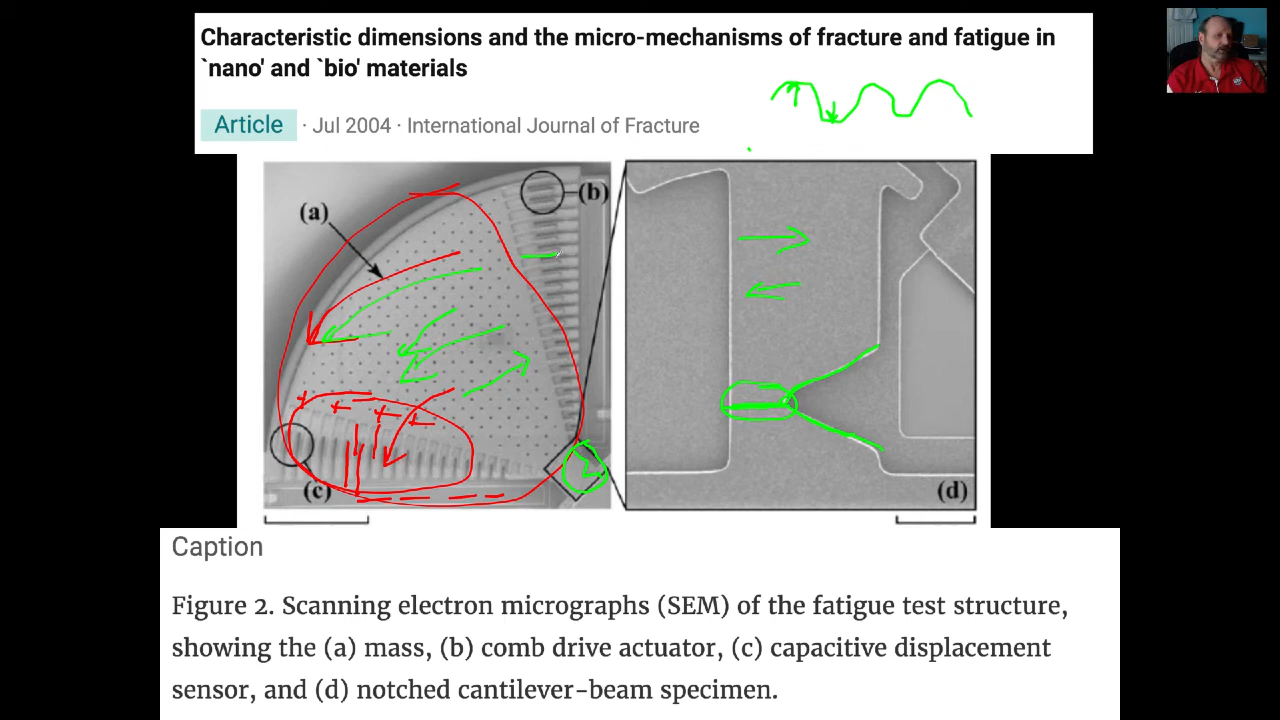 Characteristic dimensions and the micro-mechanisms of fracture and fatigue in
`nano' and `bio' materials
Article · Jul 2004 · International Journal of Fracture
(a)
(b)
(c)
(d)
Caption
Figure 2. Scanning electron micrographs (SEM) of the fatigue test structure,
showing the (a) mass, (b) comb drive actuator, (c) capacitive displacement
sensor, and (d) notched cantilever-beam specimen.